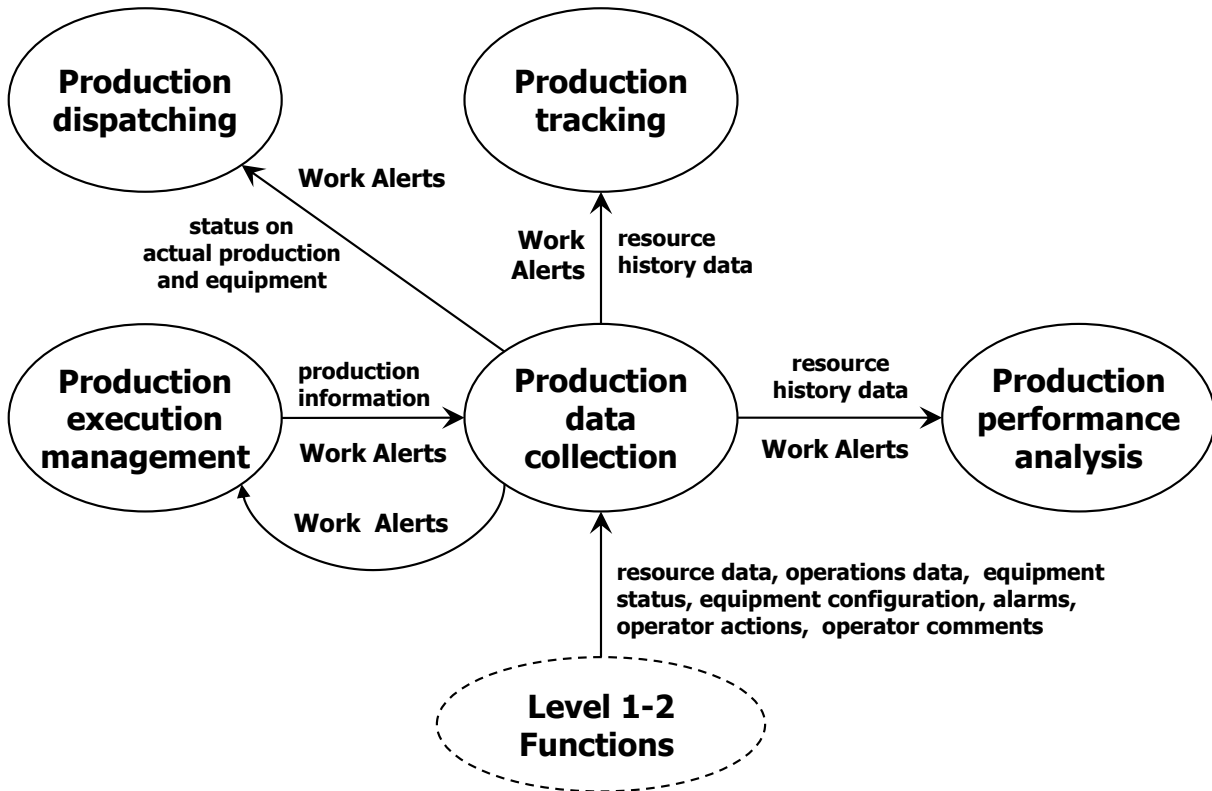 Production
dispatching
Production
tracking
Work Alerts
status on
actual production
and equipment
Work
Alerts
resource
history data
Production
execution
management
production
information
Work Alerts
Production
data
collection
resource
history data
Work Alerts
Production
performance
analysis
Work  Alerts
resource data, operations data,  equipment
status, equipment configuration, alarms,
operator actions,  operator comments
Level 1-2
Functions